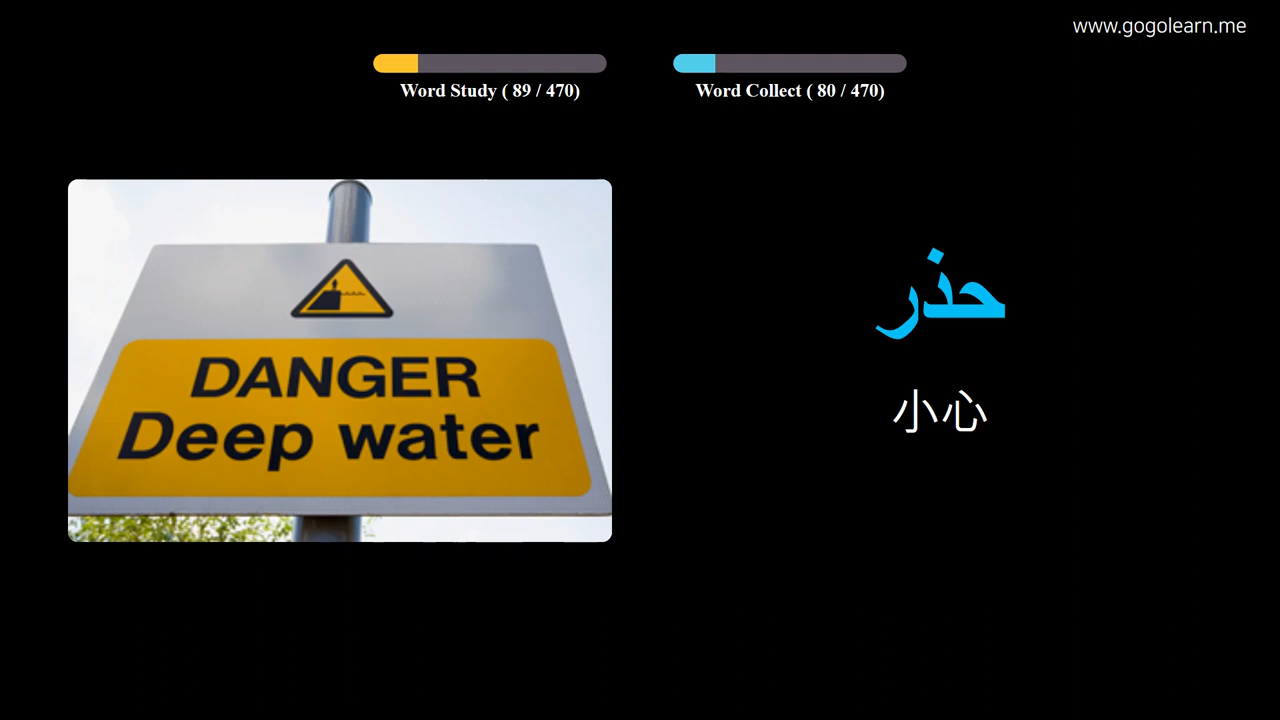 www.gogolearn.me
Word Study ( 89 / 470)
Word Collect ( 80 / 470)
DANGER
Deep water
حذر
小心